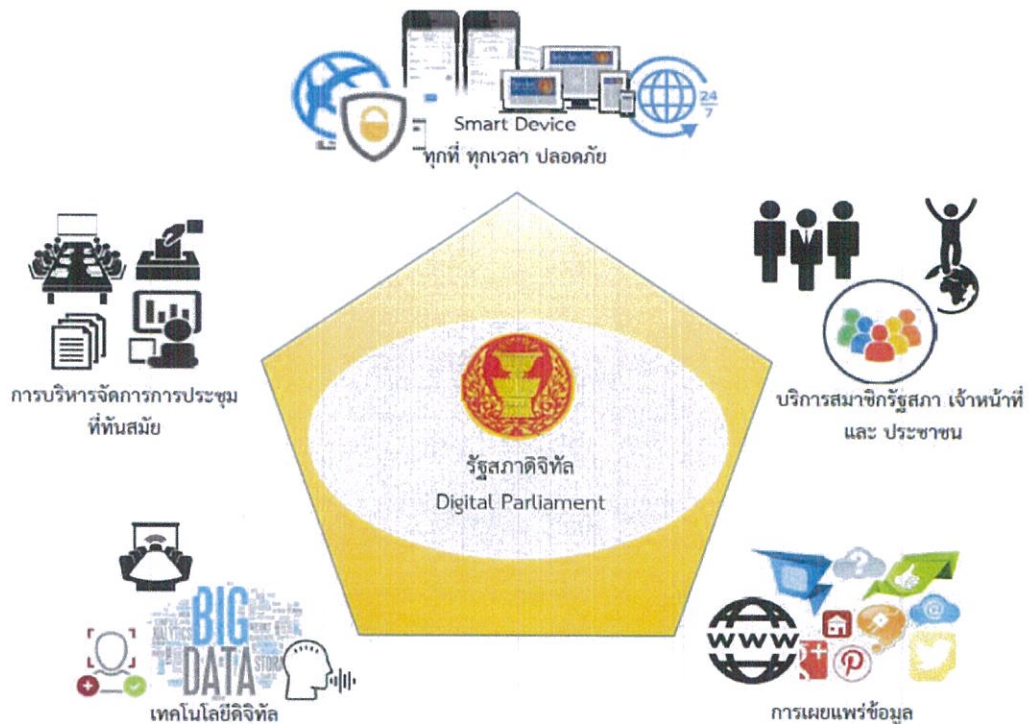 24
7
Smart Device
ทุกที่ ทุกเวลา ปลอดภัย
การบริหารจัดการการประชุม
ที่ทันสมัย
บริการสมาชิกรัฐสภา เจ้าหน้าที่
และ ประชาชน
รัฐสภาดิจิทัล
Digital Parliament
BIG
DATA
ANALYTICS
เทคโนโลยีดิจิทัล
www
การเผยแพร่ข้อมูล